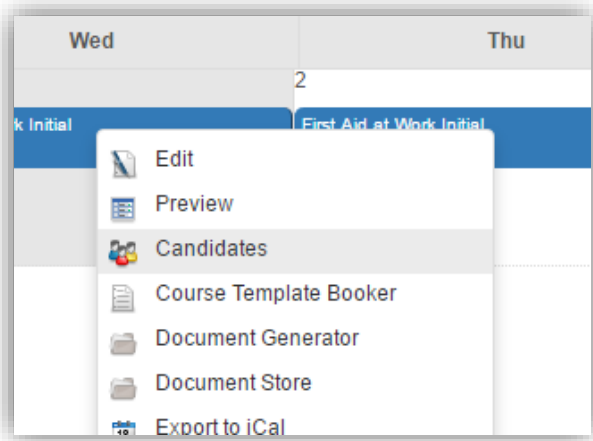 Wed Thu
2
k Initial First Aid at Work Initial
Edit
Preview
Candidates
Course Template Booker
Document Generator
Document Store
Export to iCal